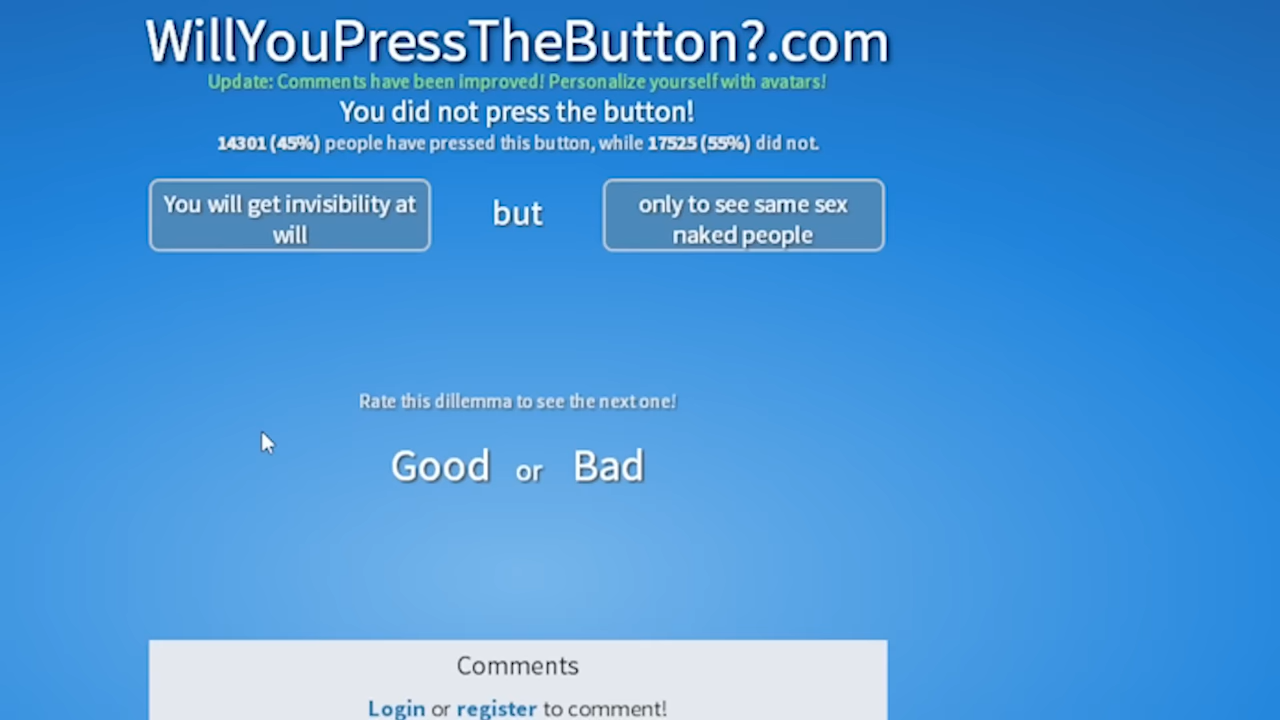 WillYouPressTheButton?.com
Update: Comments have been improved! Personalize yourself with avatars!
You did not press the button!
14301 (45%) people have pressed this button, while 17525 (55%) did not.
You will get invisibility at
will
but
only to see same sex
naked people
Rate this dillemma to see the next one!
Good or Bad
Comments
Login or register to comment!